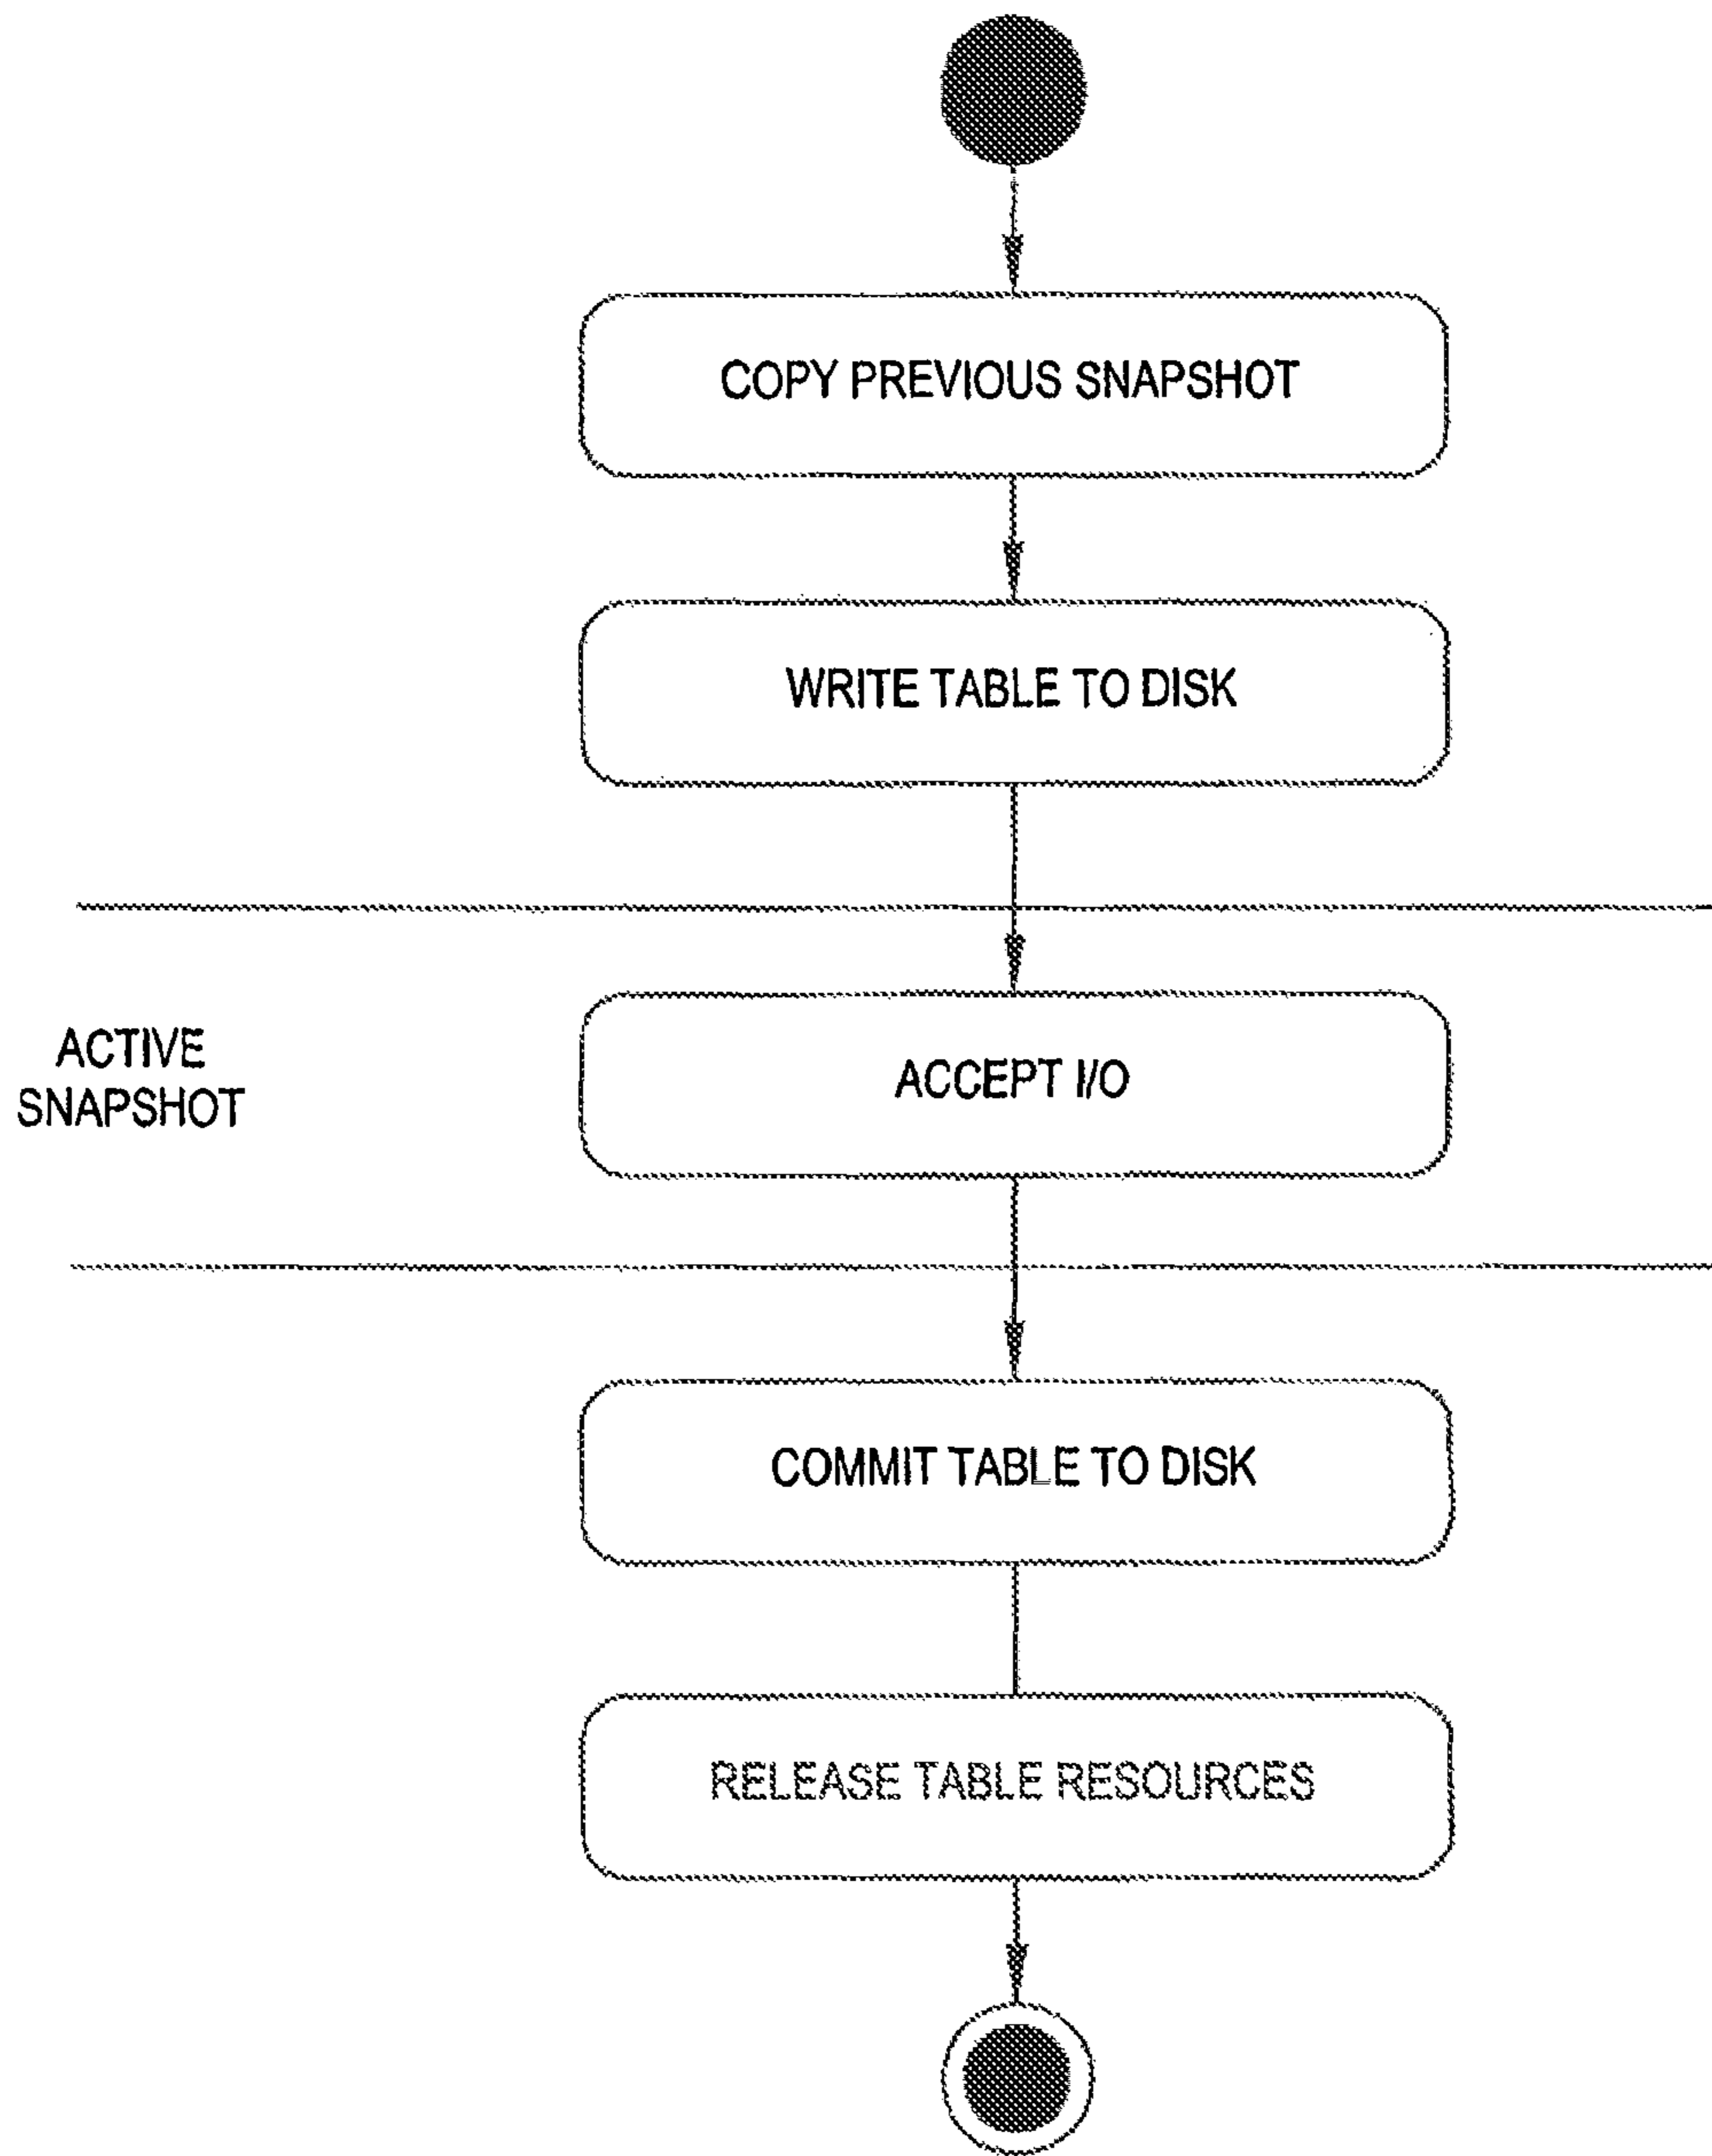 COPY PREVIOUS SNAPSHOT
WRITE TABLE TO DISK
ACTIVE
SNAPSHOT
ACCEPT I/O
COMMIT TABLE TO DISK
RELEASE TABLE RESOURCES